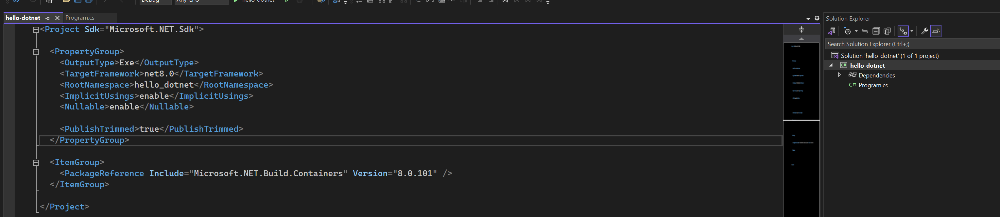 Debug
Any CPU
hello-dotnet
hello-dotnet
Program.cs
<Project Sdk="Microsoft.NET.Sdk">
<PropertyGroup>
<OutputType>Exe</OutputType>
<TargetFramework>net8.0</TargetFramework>
<RootNamespace>hello_dotnet</RootNamespace>
<ImplicitUsings>enable</ImplicitUsings>
<Nullable>enable</Nullable>
<PublishTrimmed>true</PublishTrimmed>
</PropertyGroup>
<ItemGroup>
<PackageReference Include="Microsoft.NET.Build.Containers" Version="8.0.101" />
</ItemGroup>
</Project>
Solution Explorer
Search Solution Explorer (Ctrl+;)
Solution 'hello-dotnet' (1 of 1 project)
C# hello-dotnet
Dependencies
C# Program.cs